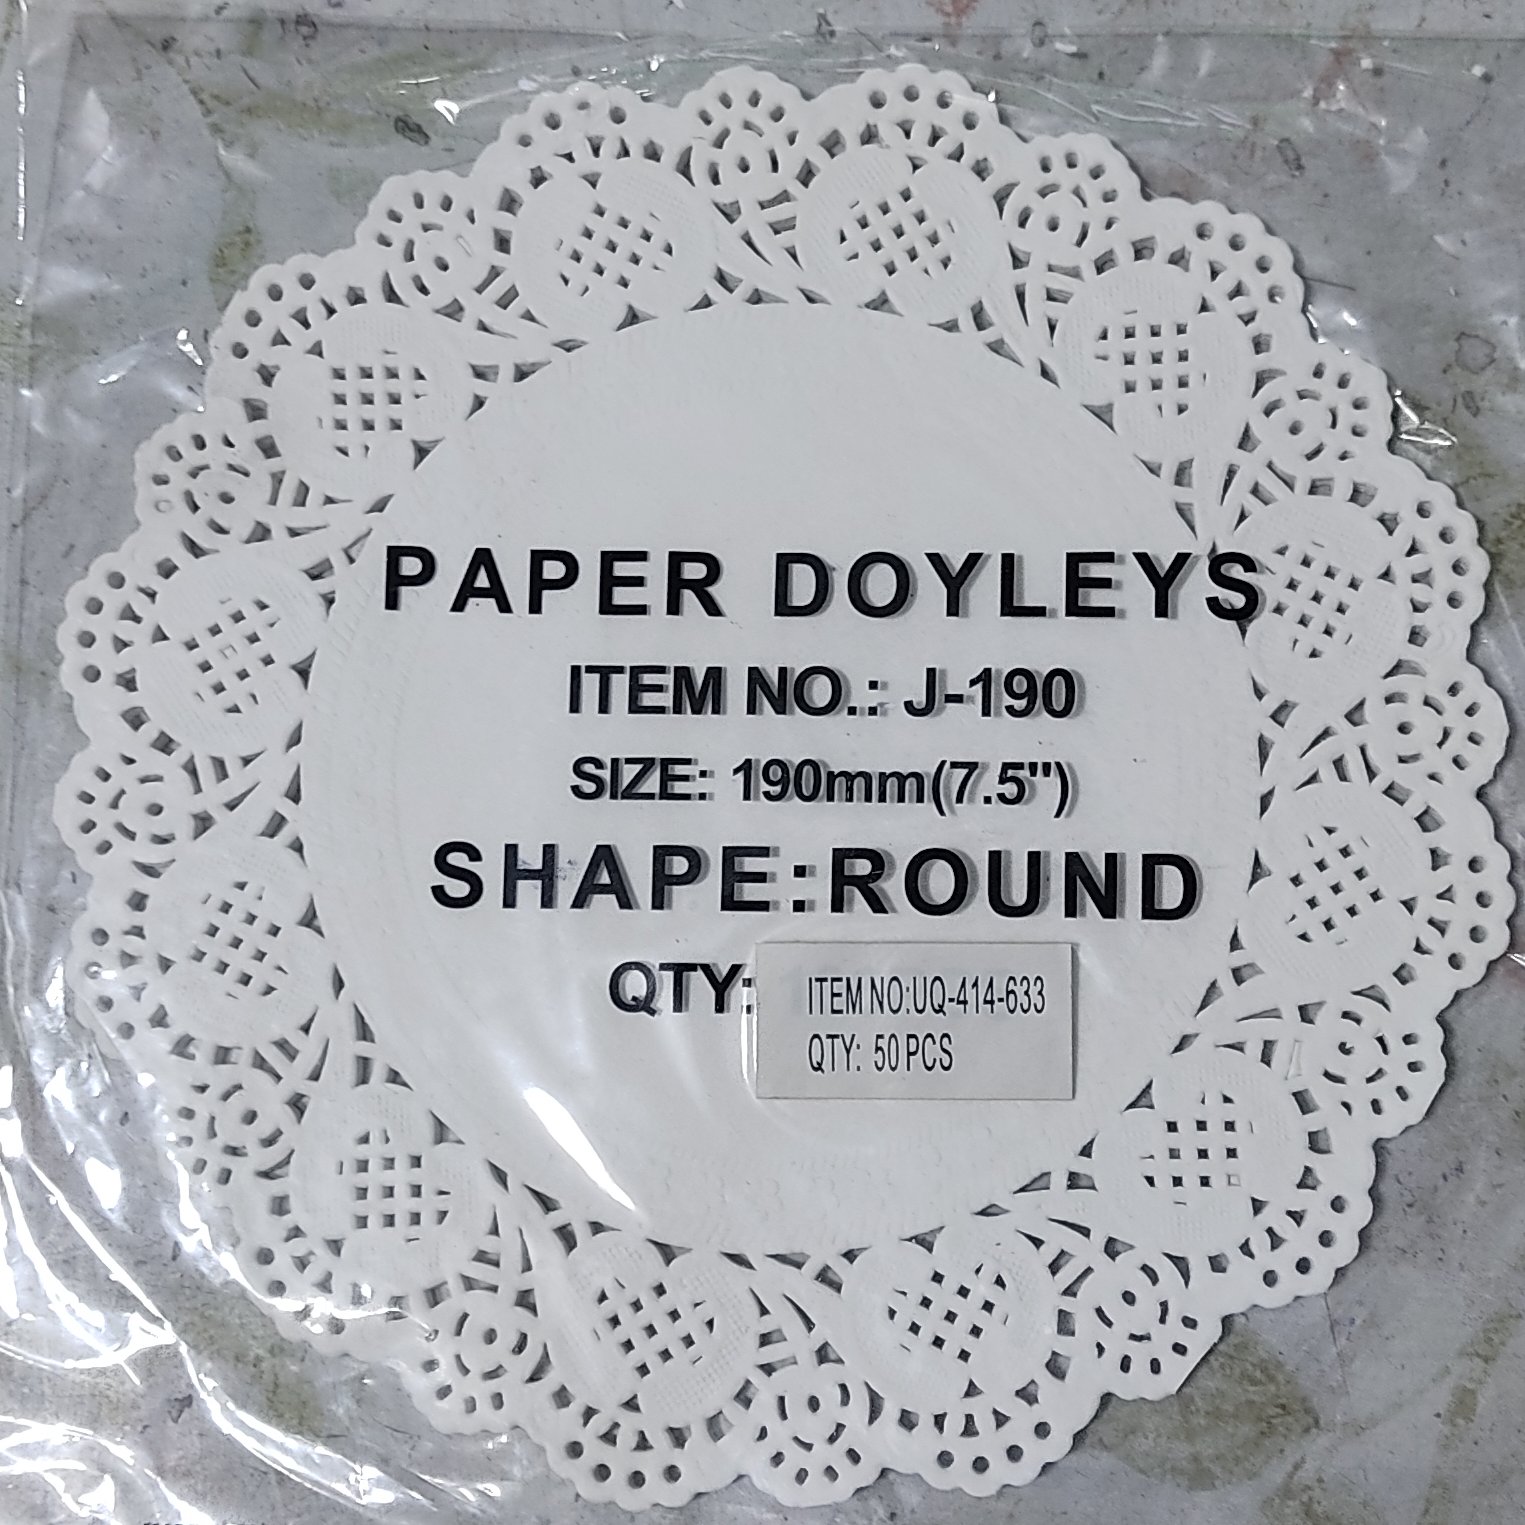 PAPER DOYLEYS
ITEM NO.: J-190
SIZE: 190mm(7.5")
SHAPE:ROUND
QTY:
ITEM NO:UQ-414-633
QTY: 50 PCS